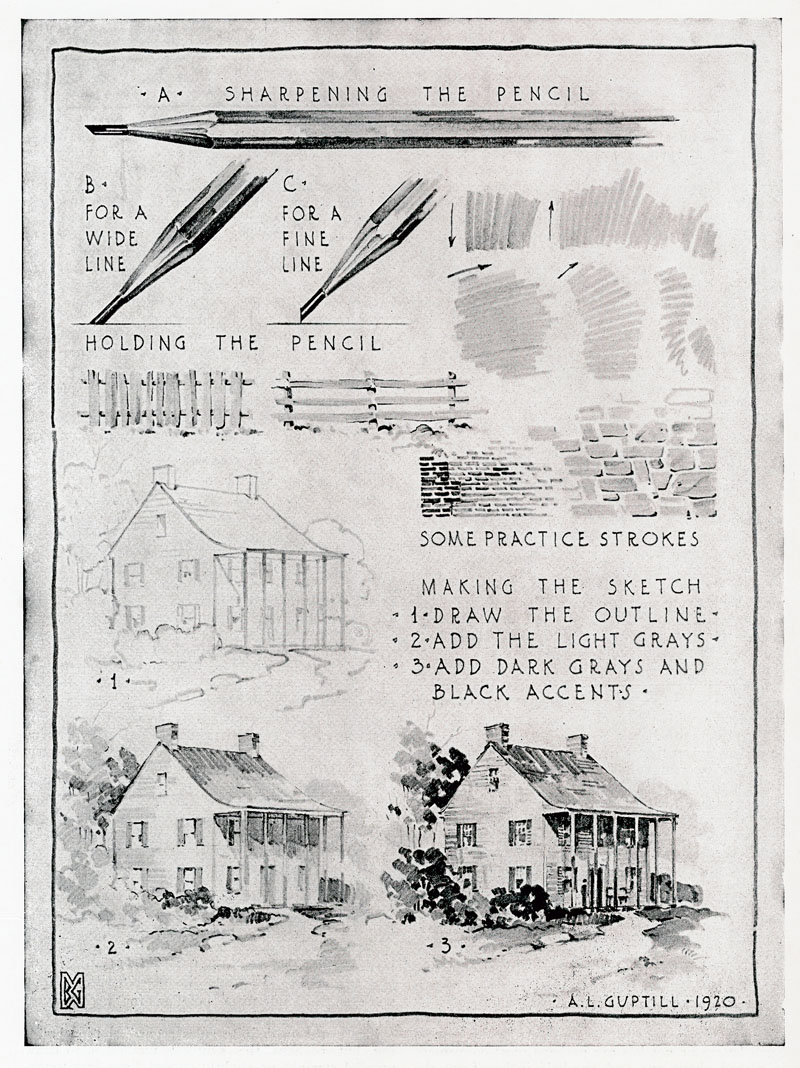 · A · SHARPENING THE PENCIL
B ·
FOR A
WIDE
LINE
C ·
FOR A
FINE
LINE
HOLDING THE PENCIL
SOME PRACTICE STROKES
MAKING THE SKETCH
· 1 · DRAW THE OUTLINE ·
· 2 · ADD THE LIGHT GRAYS ·
· 3 · ADD DARK GRAYS AND
BLACK ACCENTS ·
· 1 ·
· 2 ·
· 3 ·
· A.L. GUPTILL · 1920 ·